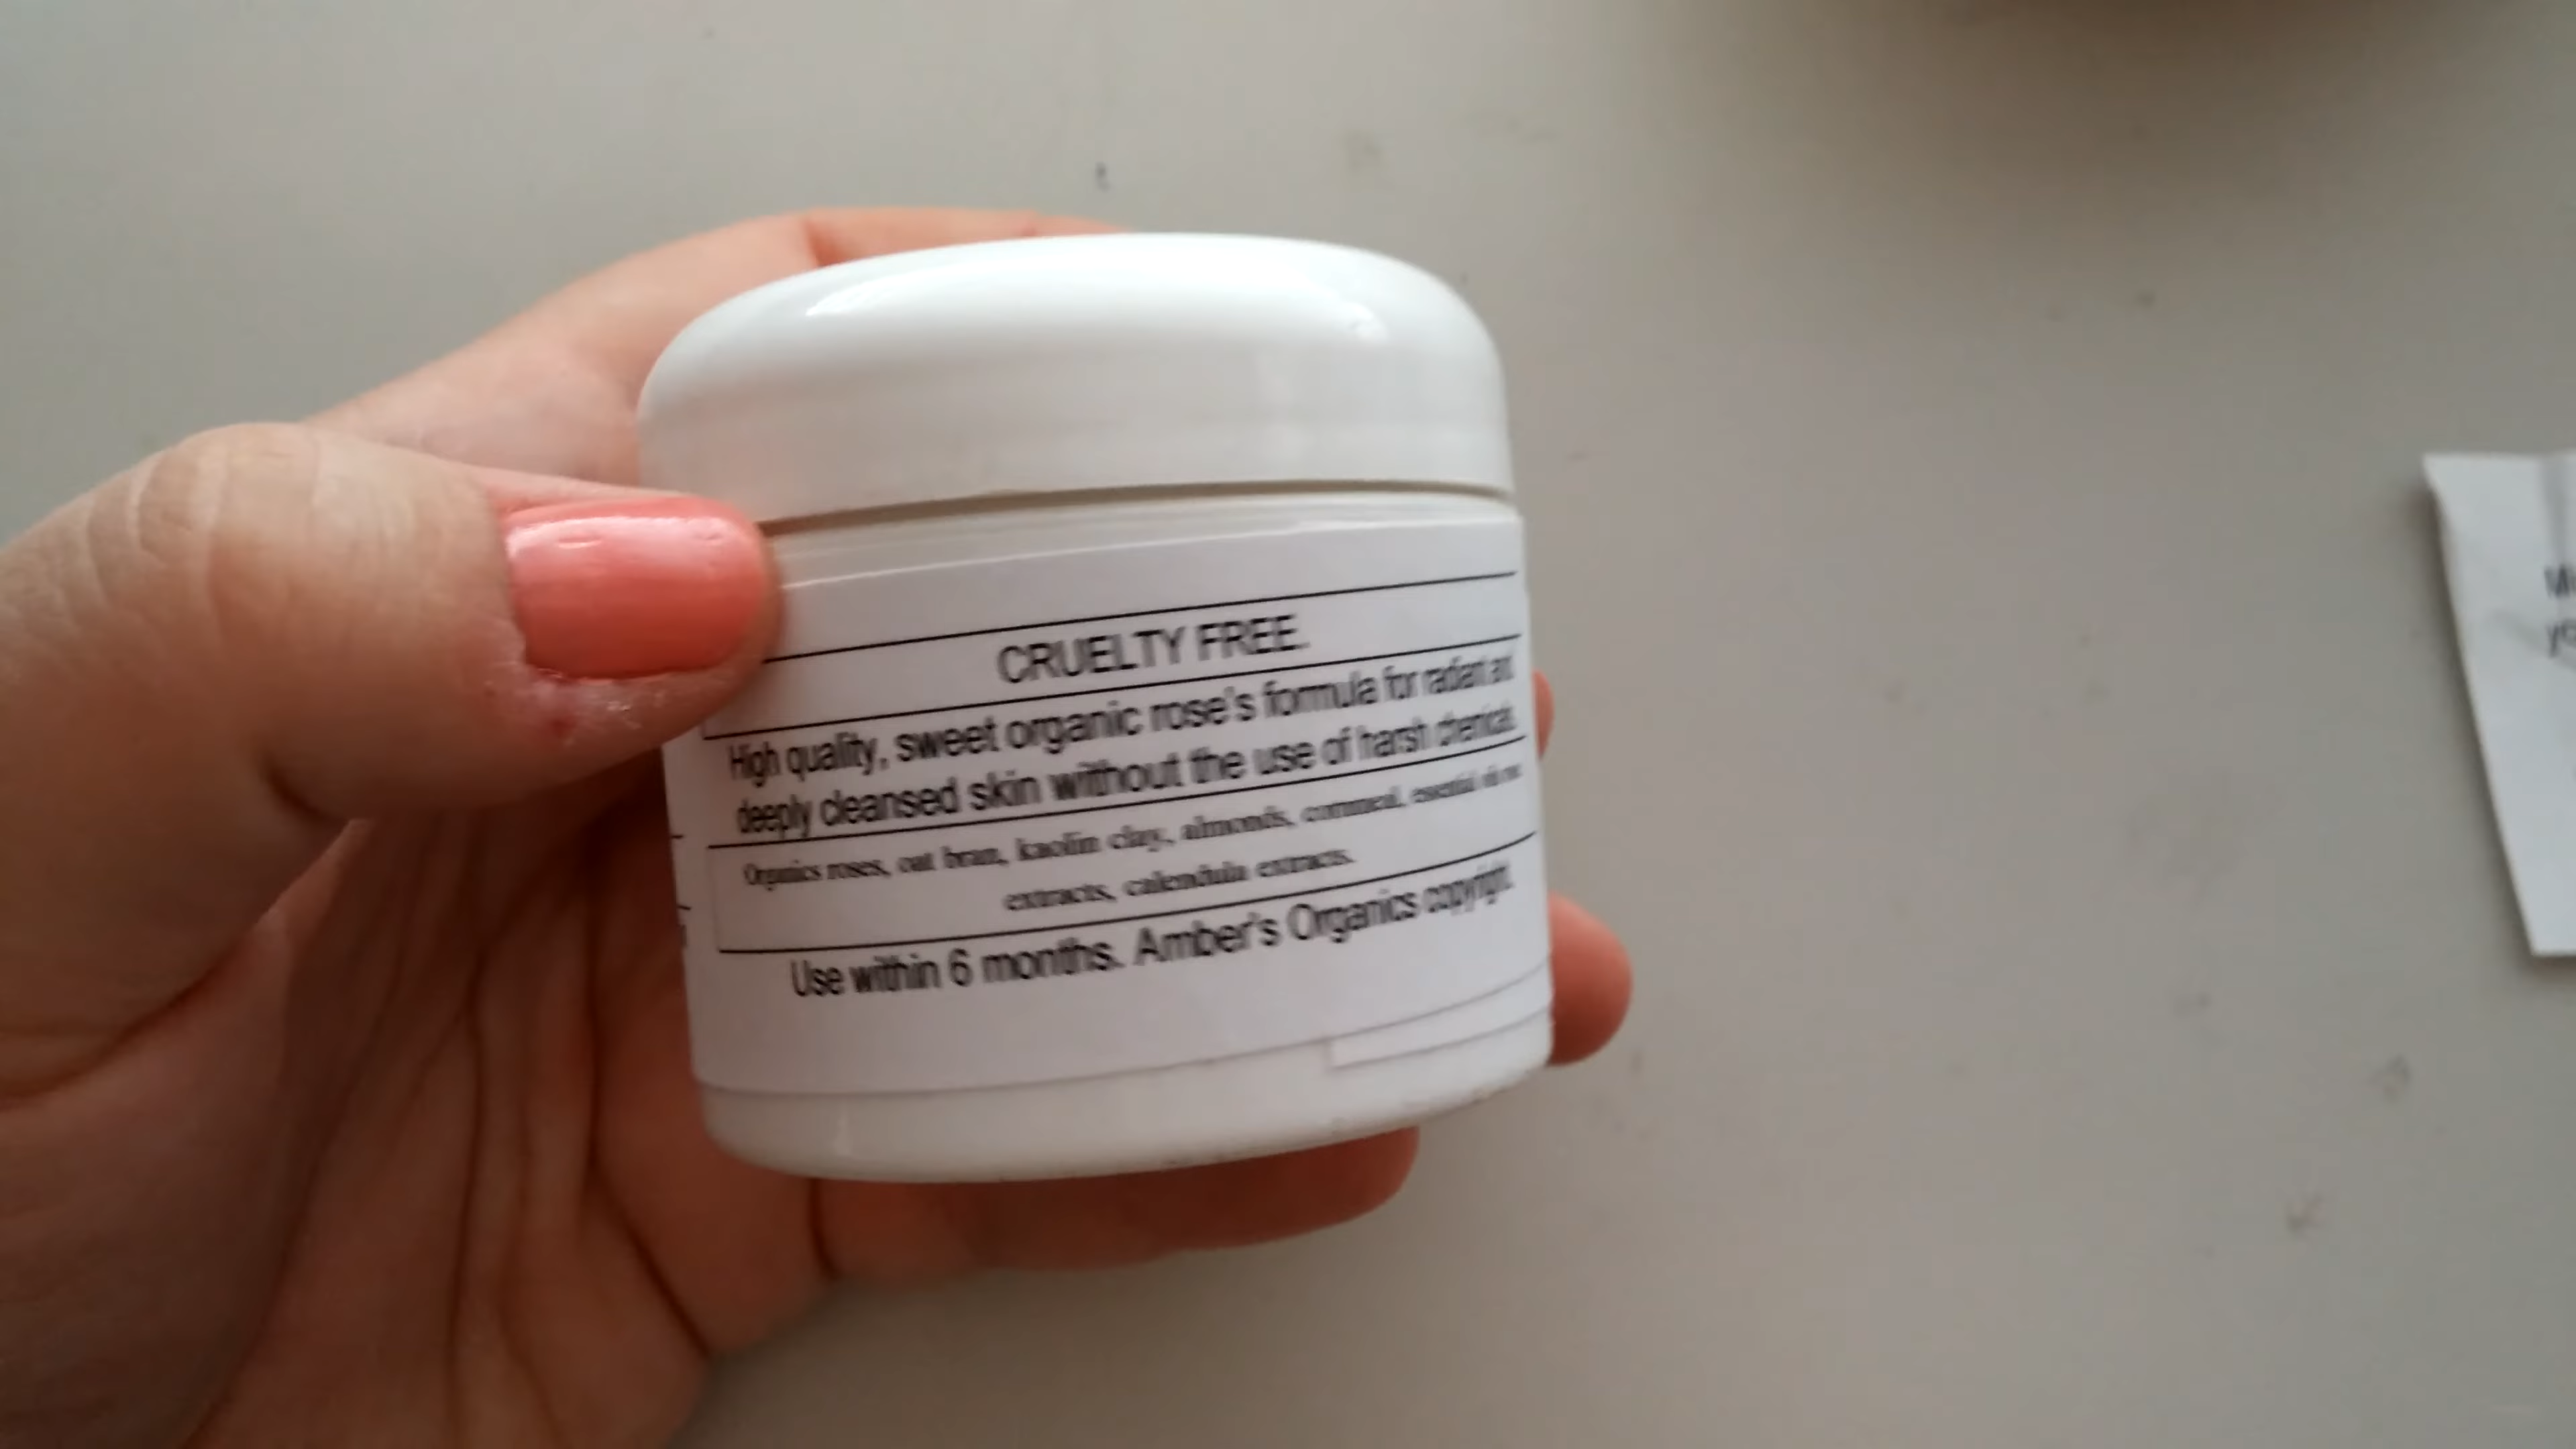 CRUELTY FREE.
High quality, sweet organic rose's formula for radiant and
deeply cleansed skin without the use of harsh chemicals.
Organics roses, oat bran, kaolin clay, almonds, cornmeal, essential oils
extracts, calendula extracts.
Use within 6 months. Amber's Organics copyright.